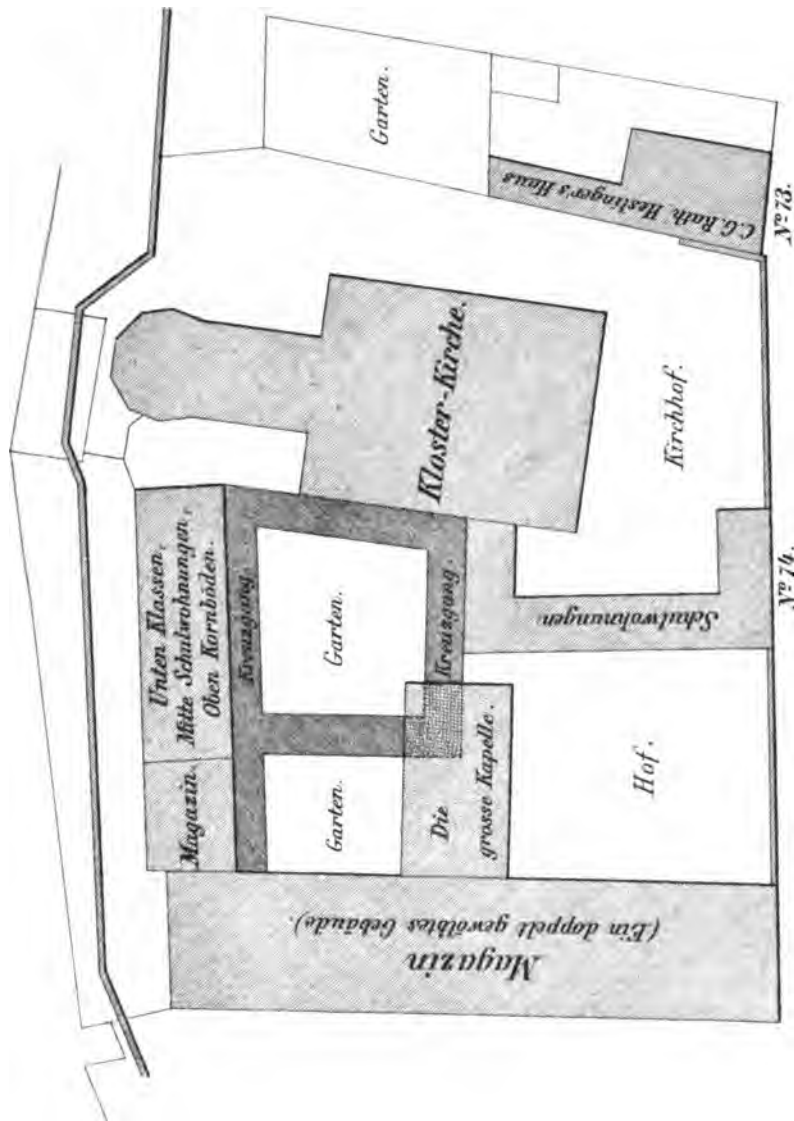 Garten.
C. G. Rath. Hestinger's Haus
Nº 73.
Kloster-Kirche.
Kirchhof.
Unten Klassen,
Mitte Schulwohnungen,
Oben Kornböden.
Kreuzgang
Garten.
Kreuzgang.
Schulwohnungen
Nº 74.
Magazin.
Garten.
Die
grosse Kapelle.
Hof.
Magazin
(Ein doppelt gewölbtes Gebäude).